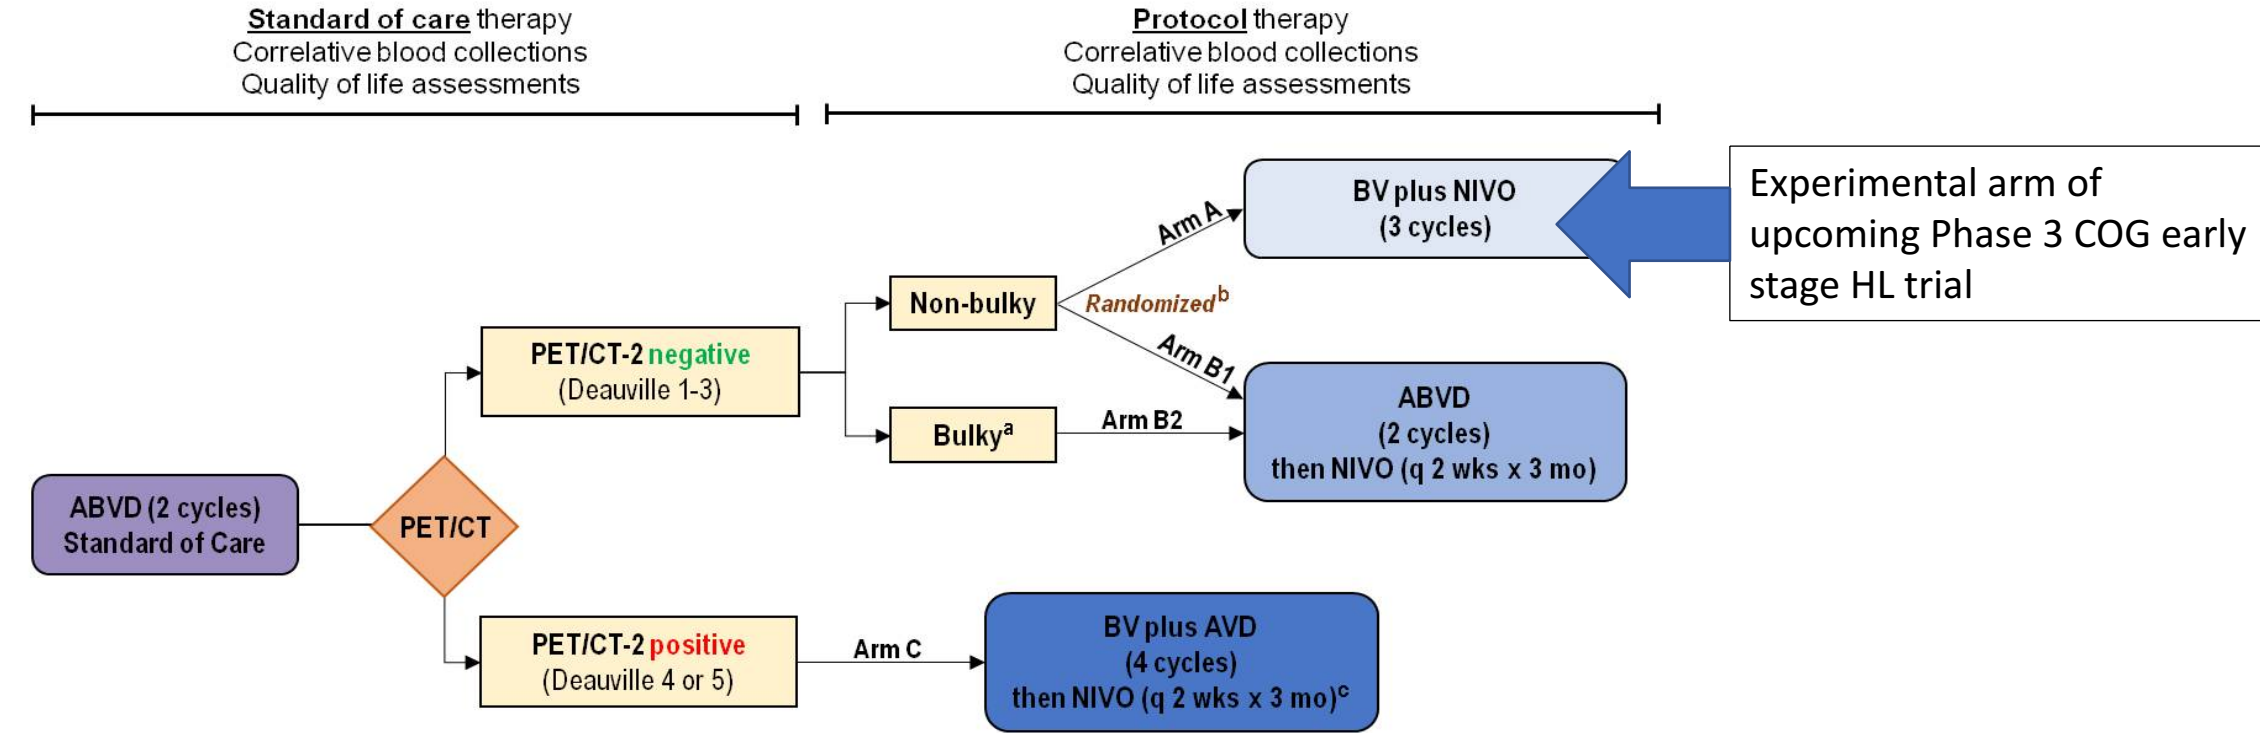 Standard of care therapy
Correlative blood collections
Quality of life assessments
Protocol therapy
Correlative blood collections
Quality of life assessments
ABVD (2 cycles)
Standard of Care
PET/CT
PET/CT-2 negative
(Deauville 1-3)
PET/CT-2 positive
(Deauville 4 or 5)
Non-bulky
Bulkyᵃ
Randomizedᵇ
Arm A
Arm B1
Arm B2
Arm C
BV plus NIVO
(3 cycles)
ABVD
(2 cycles)
then NIVO (q 2 wks x 3 mo)
BV plus AVD
(4 cycles)
then NIVO (q 2 wks x 3 mo)ᶜ
Experimental arm of
upcoming Phase 3 COG early
stage HL trial